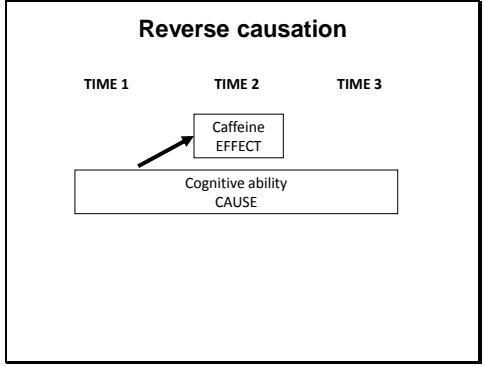 Reverse causation
TIME 1 TIME 2 TIME 3
Caffeine
EFFECT
Cognitive ability
CAUSE